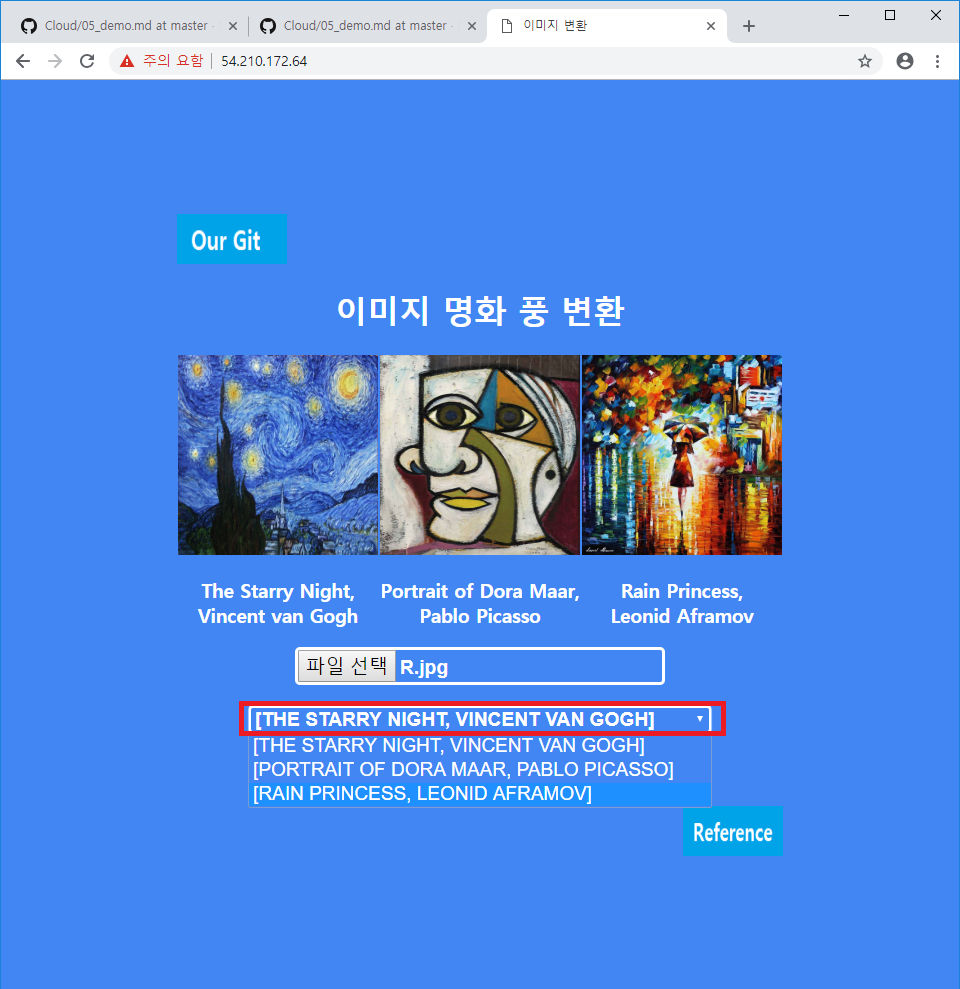 Cloud/05_demo.md at master ·
Cloud/05_demo.md at master ·
이미지 변환
주의 요함
54.210.172.64
Our Git
이미지 명화 풍 변환
The Starry Night,
Vincent van Gogh
Portrait of Dora Maar,
Pablo Picasso
Rain Princess,
Leonid Aframov
파일 선택 R.jpg
[THE STARRY NIGHT, VINCENT VAN GOGH]
[THE STARRY NIGHT, VINCENT VAN GOGH]
[PORTRAIT OF DORA MAAR, PABLO PICASSO]
[RAIN PRINCESS, LEONID AFRAMOV]
Reference